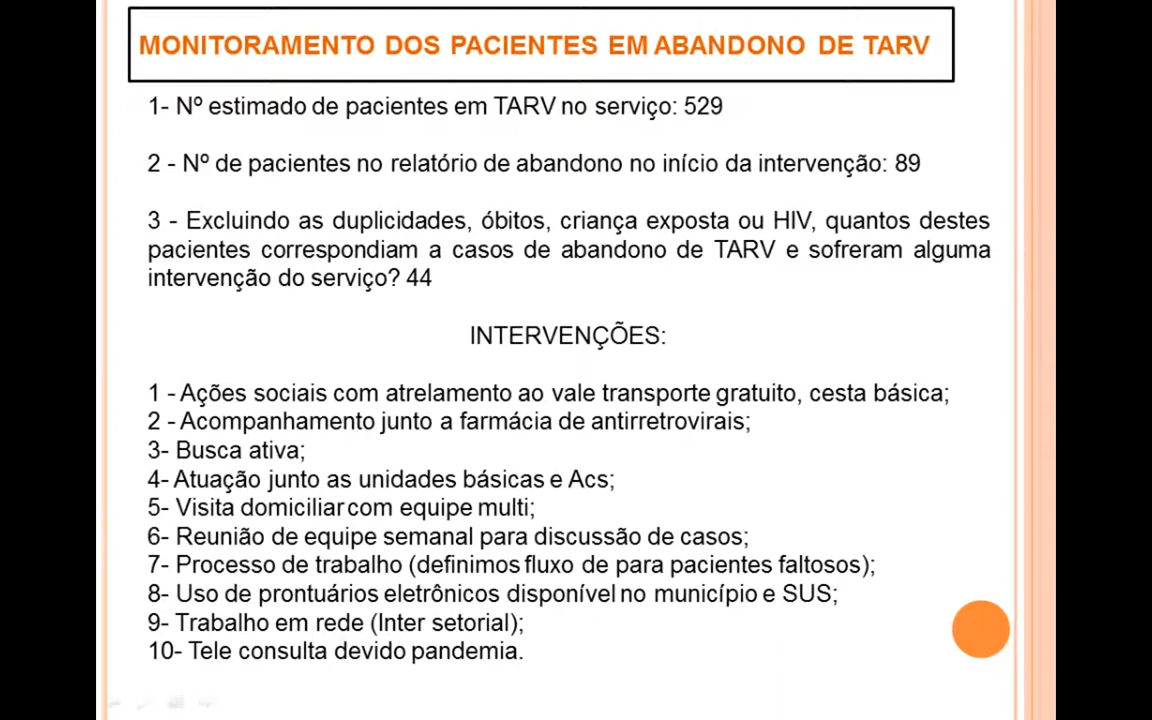 MONITORAMENTO DOS PACIENTES EM ABANDONO DE TARV
1- Nº estimado de pacientes em TARV no serviço: 529
2 - Nº de pacientes no relatório de abandono no início da intervenção: 89
3 - Excluindo as duplicidades, óbitos, criança exposta ou HIV, quantos destes
pacientes correspondiam a casos de abandono de TARV e sofreram alguma
intervenção do serviço? 44
INTERVENÇÕES:
1 - Ações sociais com atrelamento ao vale transporte gratuito, cesta básica;
2 - Acompanhamento junto a farmácia de antirretrovirais;
3- Busca ativa;
4- Atuação junto as unidades básicas e Acs;
5- Visita domiciliar com equipe multi;
6- Reunião de equipe semanal para discussão de casos;
7- Processo de trabalho (definimos fluxo de para pacientes faltosos);
8- Uso de prontuários eletrônicos disponível no município e SUS;
9- Trabalho em rede (Inter setorial);
10- Tele consulta devido pandemia.